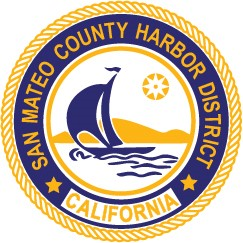 SAN MATEO COUNTY HARBOR DISTRICT
CALIFORNIA